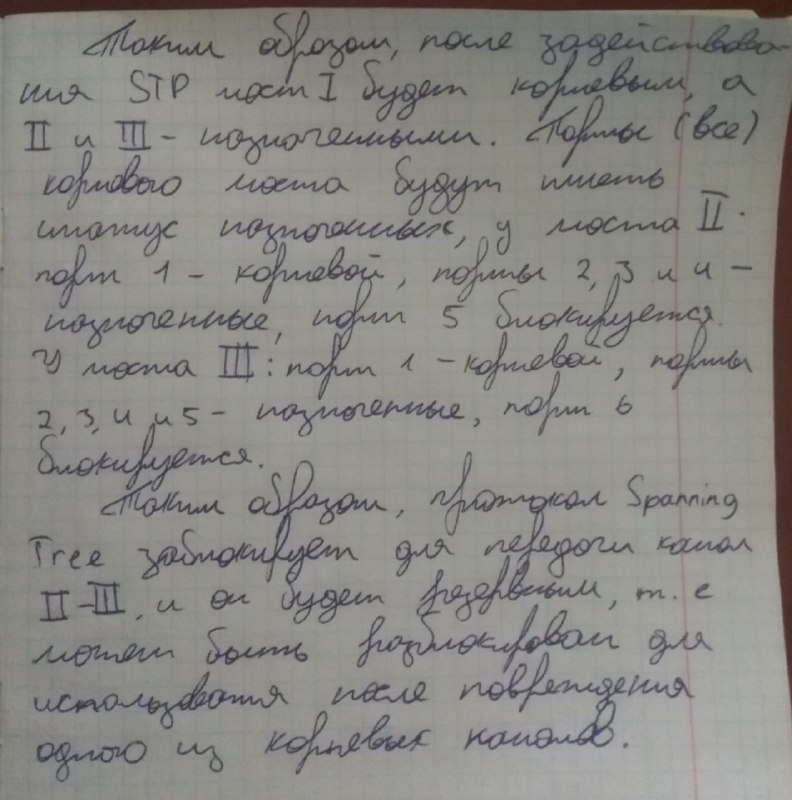 Таким образом, после задействова-
ния STP мост I будет корневым, а
II и III - назначенными. Порты (все)
корневого моста будут иметь
статус назначенных, у моста II:
порт 1 - корневой, порты 2, 3 и 4 -
назначенные, порт 5 блокируется.
У моста III: порт 1 - корневой, порты
2, 3, 4 и 5 - назначенные, порт 6
блокируется.
Таким образом, протокол Spanning
Tree заблокирует для передачи канал
II-III, и он будет резервным, т. е
может быть разблокирован для
использования после повреждения
одного из корневых каналов.